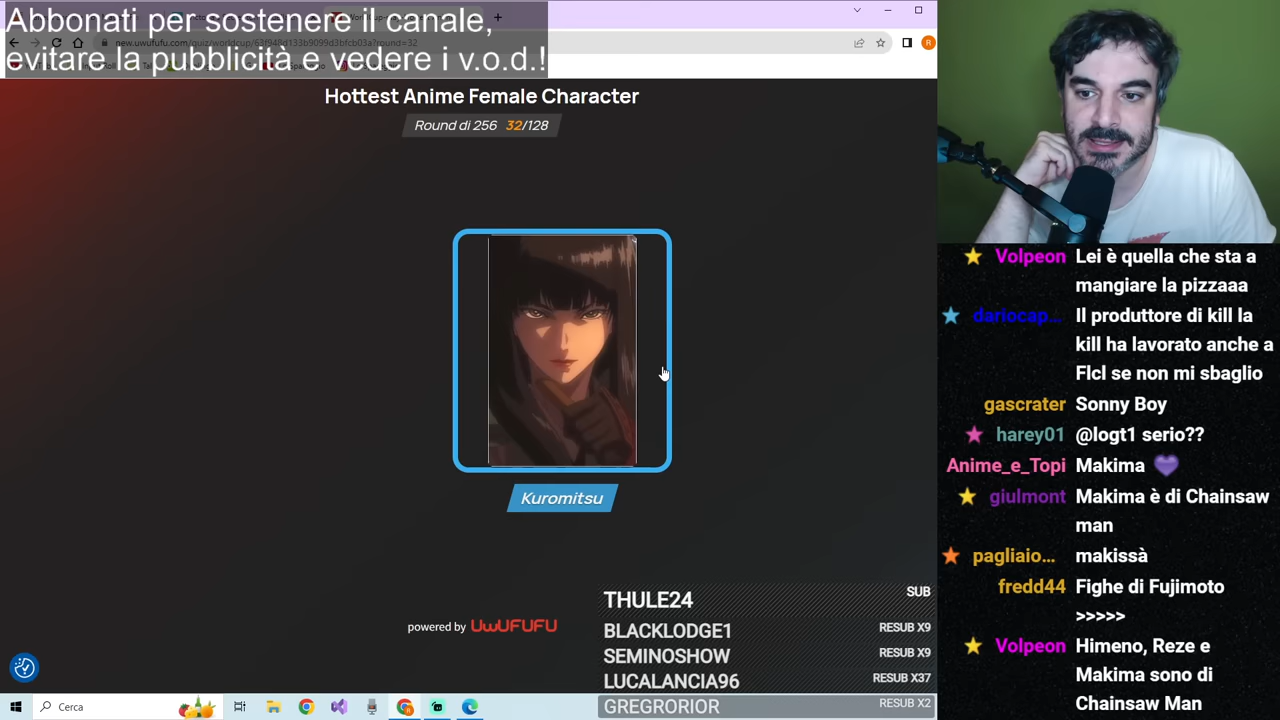 Abbonati per sostenere il canale,
evitare la pubblicità e vedere i v.o.d.!
Hottest Anime Female Character
Round di 256 32/128
Kuromitsu
powered by UwUFUFU
THULE24 SUB
BLACKLODGE1 RESUB X9
SEMINOSHOW RESUB X9
LUCALANCIA96 RESUB X37
GREGRORIOR RESUB X2
Cerca
Volpeon Lei è quella che sta a
mangiare la pizzaaa
dariocap... Il produttore di kill la
kill ha lavorato anche a
Flcl se non mi sbaglio
gascrater Sonny Boy
harey01 @logt1 serio??
Anime_e_Topi Makima
giulmont Makima è di Chainsaw
man
pagliaio... makissà
fredd44 Fighe di Fujimoto
>>>>>
Volpeon Himeno, Reze e
Makima sono di
Chainsaw Man